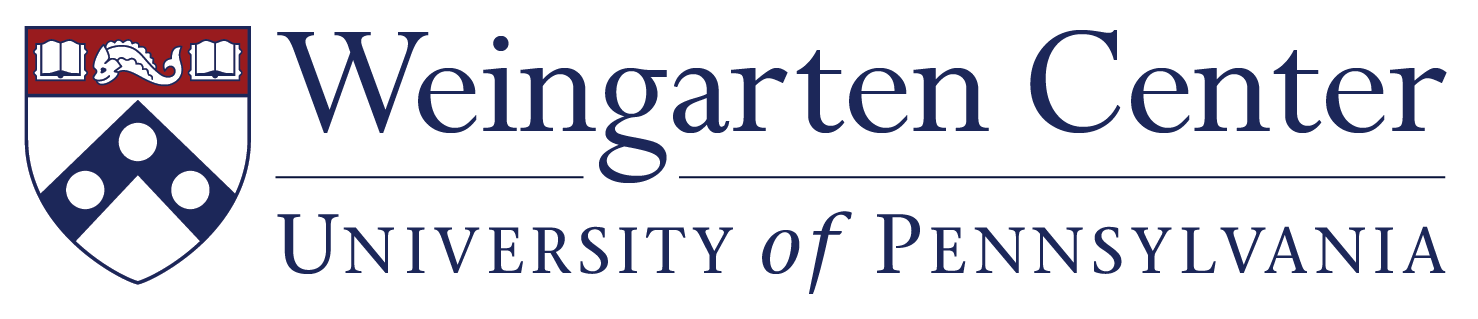 Weingarten Center
UNIVERSITY of PENNSYLVANIA